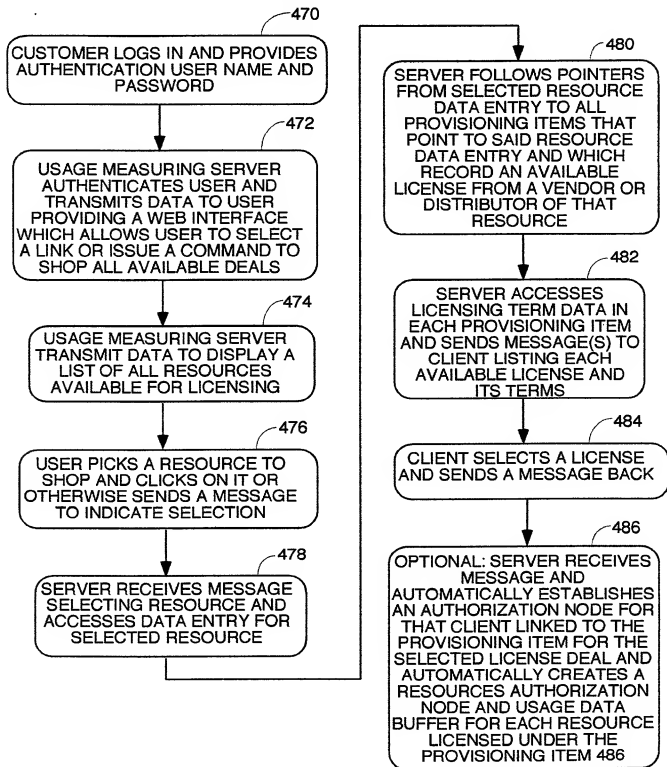 470
CUSTOMER LOGS IN AND PROVIDES
AUTHENTICATION USER NAME AND
PASSWORD
472
USAGE MEASURING SERVER
AUTHENTICATES USER AND
TRANSMITS DATA TO USER
PROVIDING A WEB INTERFACE
WHICH ALLOWS USER TO SELECT
A LINK OR ISSUE A COMMAND TO
SHOP ALL AVAILABLE DEALS
474
USAGE MEASURING SERVER
TRANSMIT DATA TO DISPLAY A
LIST OF ALL RESOURCES
AVAILABLE FOR LICENSING
476
USER PICKS A RESOURCE TO
SHOP AND CLICKS ON IT OR
OTHERWISE SENDS A MESSAGE
TO INDICATE SELECTION
478
SERVER RECEIVES MESSAGE
SELECTING RESOURCE AND
ACCESSES DATA ENTRY FOR
SELECTED RESOURCE
480
SERVER FOLLOWS POINTERS
FROM SELECTED RESOURCE
DATA ENTRY TO ALL
PROVISIONING ITEMS THAT
POINT TO SAID RESOURCE
DATA ENTRY AND WHICH
RECORD AN AVAILABLE
LICENSE FROM A VENDOR OR
DISTRIBUTOR OF THAT
RESOURCE
482
SERVER ACCESSES
LICENSING TERM DATA IN
EACH PROVISIONING ITEM
AND SENDS MESSAGE(S) TO
CLIENT LISTING EACH
AVAILABLE LICENSE AND
ITS TERMS
484
CLIENT SELECTS A LICENSE
AND SENDS A MESSAGE BACK
486
OPTIONAL: SERVER RECEIVES
MESSAGE AND
AUTOMATICALLY ESTABLISHES
AN AUTHORIZATION NODE FOR
THAT CLIENT LINKED TO THE
PROVISIONING ITEM FOR THE
SELECTED LICENSE DEAL AND
AUTOMATICALLY CREATES A
RESOURCES AUTHORIZATION
NODE AND USAGE DATA
BUFFER FOR EACH RESOURCE
LICENSED UNDER THE
PROVISIONING ITEM 486